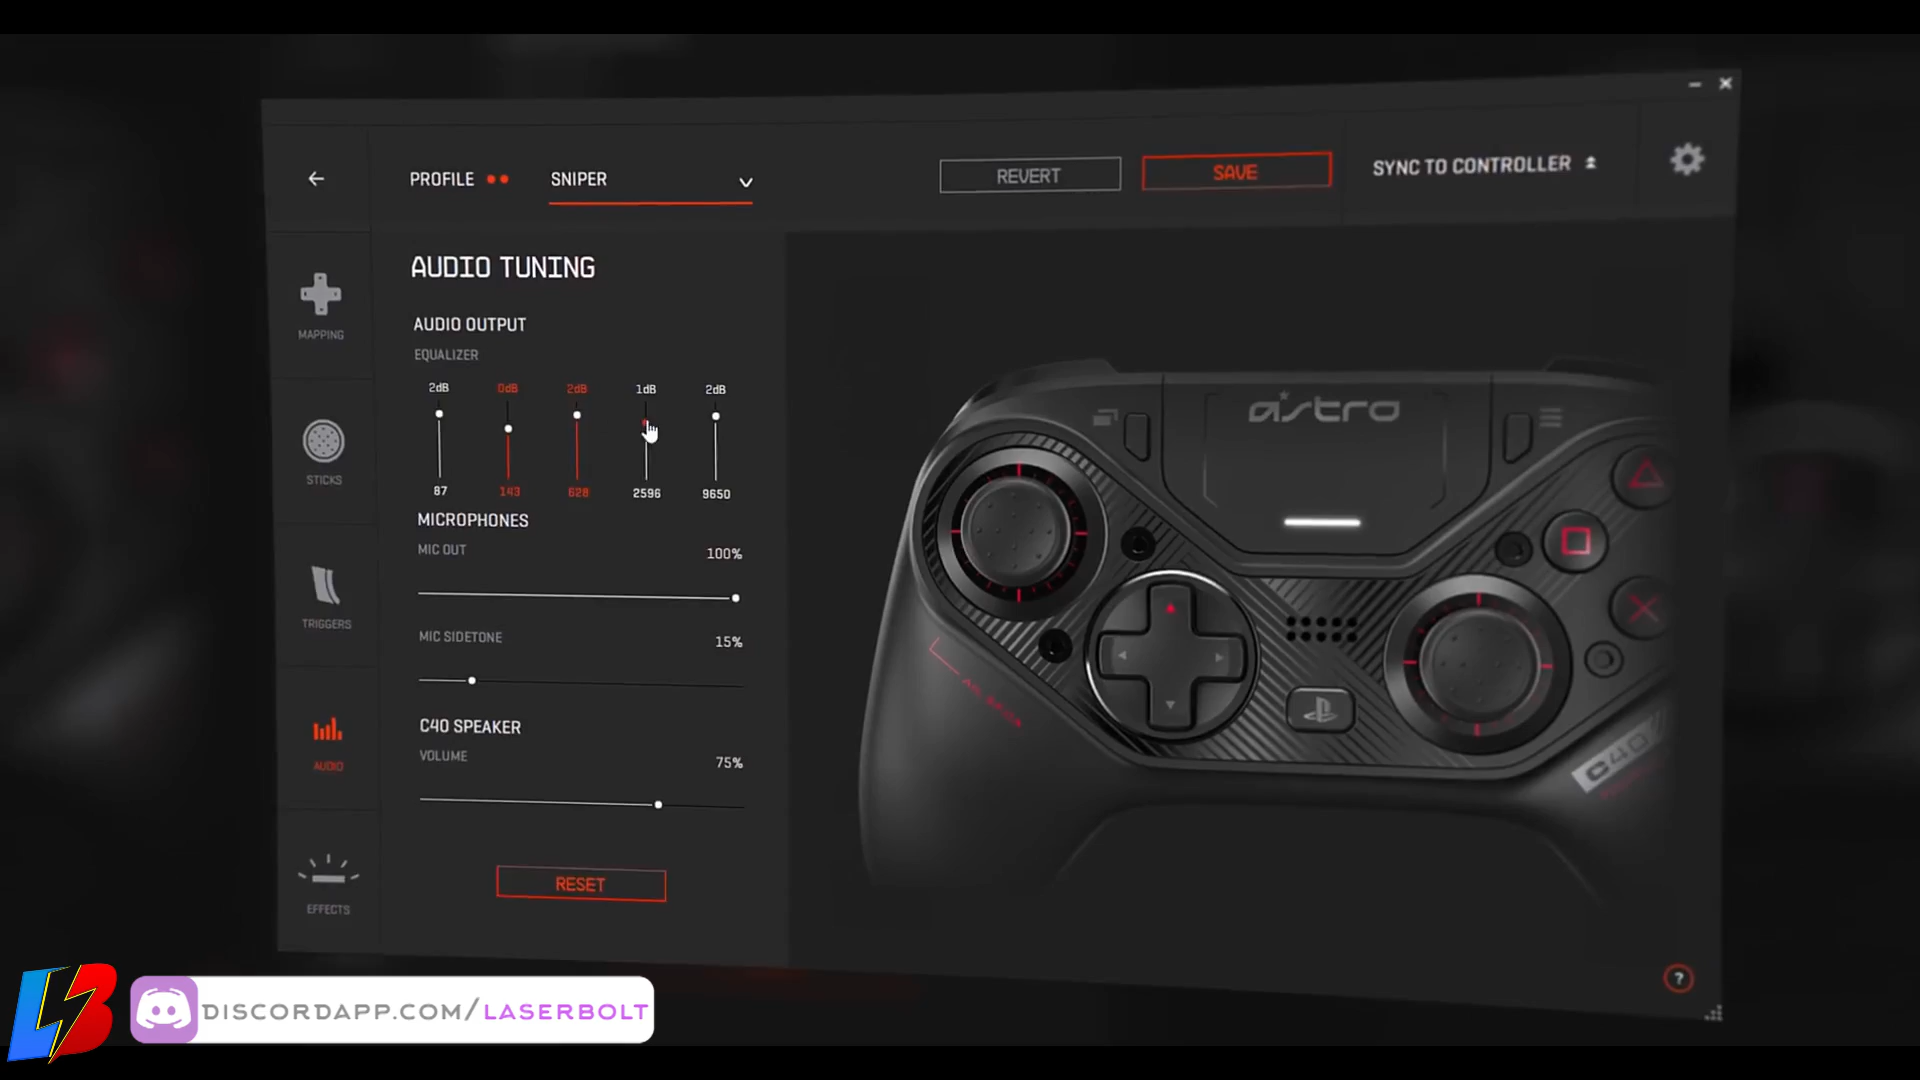 PROFILE
SNIPER
REVERT
SAVE
SYNC TO CONTROLLER
AUDIO TUNING
AUDIO OUTPUT
EQUALIZER
2dB 0dB 2dB 1dB 2dB
87 143 628 2596 9650
MICROPHONES
MIC OUT 100%
MIC SIDETONE 15%
C40 SPEAKER
VOLUME 75%
RESET
MAPPING
STICKS
TRIGGERS
AUDIO
EFFECTS
ASTRO
C40
?
DISCORDAPP.COM/LASERBOLT